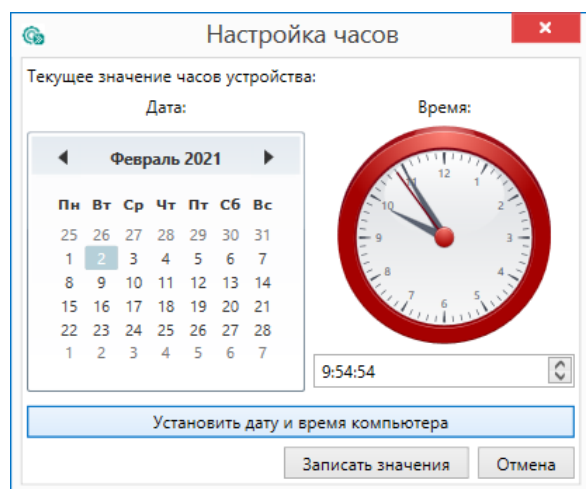 Настройка часов
Текущее значение часов устройства:
Дата: Время:
Февраль 2021
Пн Вт Ср Чт Пт Сб Вс
25 26 27 28 29 30 31
1 2 3 4 5 6 7
8 9 10 11 12 13 14
15 16 17 18 19 20 21
22 23 24 25 26 27 28
1 2 3 4 5 6 7
12
11 1
10 2
9 3
8 4
7 5
6
9:54:54
Установить дату и время компьютера
Записать значения Отмена